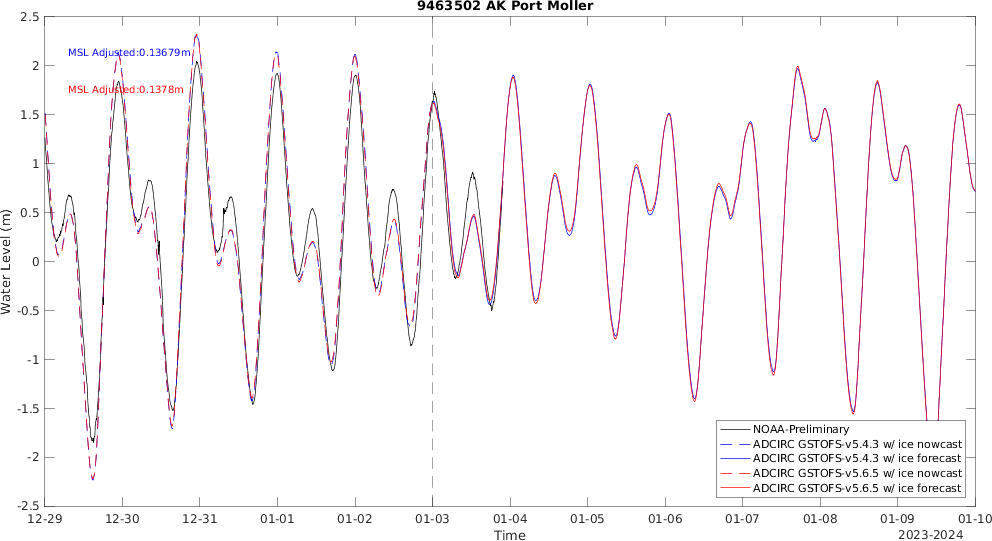 9463502 AK Port Moller
MSL Adjusted:0.13679m
MSL Adjusted:0.1378m
Water Level (m)
2.5
2
1.5
1
0.5
0
-0.5
-1
-1.5
-2
-2.5
NOAA-Preliminary
ADCIRC GSTOFS-v5.4.3 w/ ice nowcast
ADCIRC GSTOFS-v5.4.3 w/ ice forecast
ADCIRC GSTOFS-v5.6.5 w/ ice nowcast
ADCIRC GSTOFS-v5.6.5 w/ ice forecast
12-29 12-30 12-31 01-01 01-02 01-03 01-04 01-05 01-06 01-07 01-08 01-09 01-10
Time
2023-2024